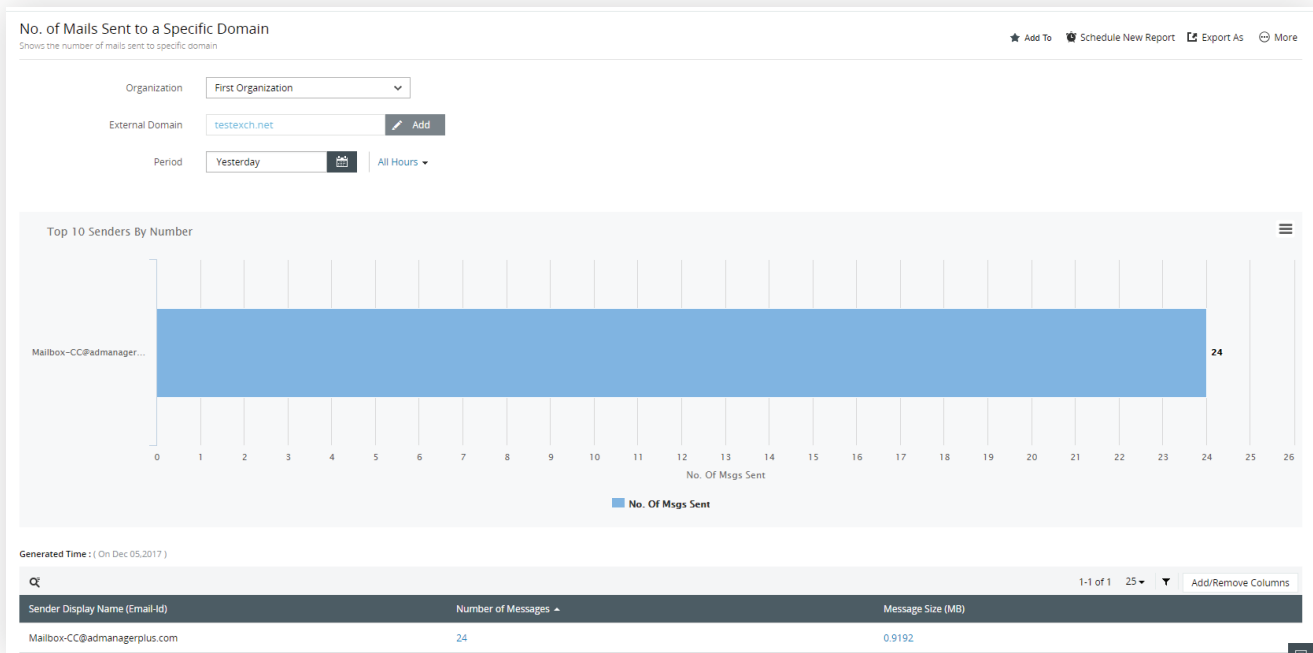 No. of Mails Sent to a Specific Domain
Shows the number of mails sent to specific domain
Add To Schedule New Report Export As More
Organization First Organization
External Domain testexch.net Add
Period Yesterday All Hours
Top 10 Senders By Number
Mailbox-CC@admanager... 24
0 1 2 3 4 5 6 7 8 9 10 11 12 13 14 15 16 17 18 19 20 21 22 23 24 25 26
No. Of Msgs Sent
No. Of Msgs Sent
Generated Time : ( On Dec 05,2017 )
1-1 of 1 25 Add/Remove Columns
Sender Display Name (Email-Id) Number of Messages Message Size (MB)
Mailbox-CC@admanagerplus.com 24 0.9192